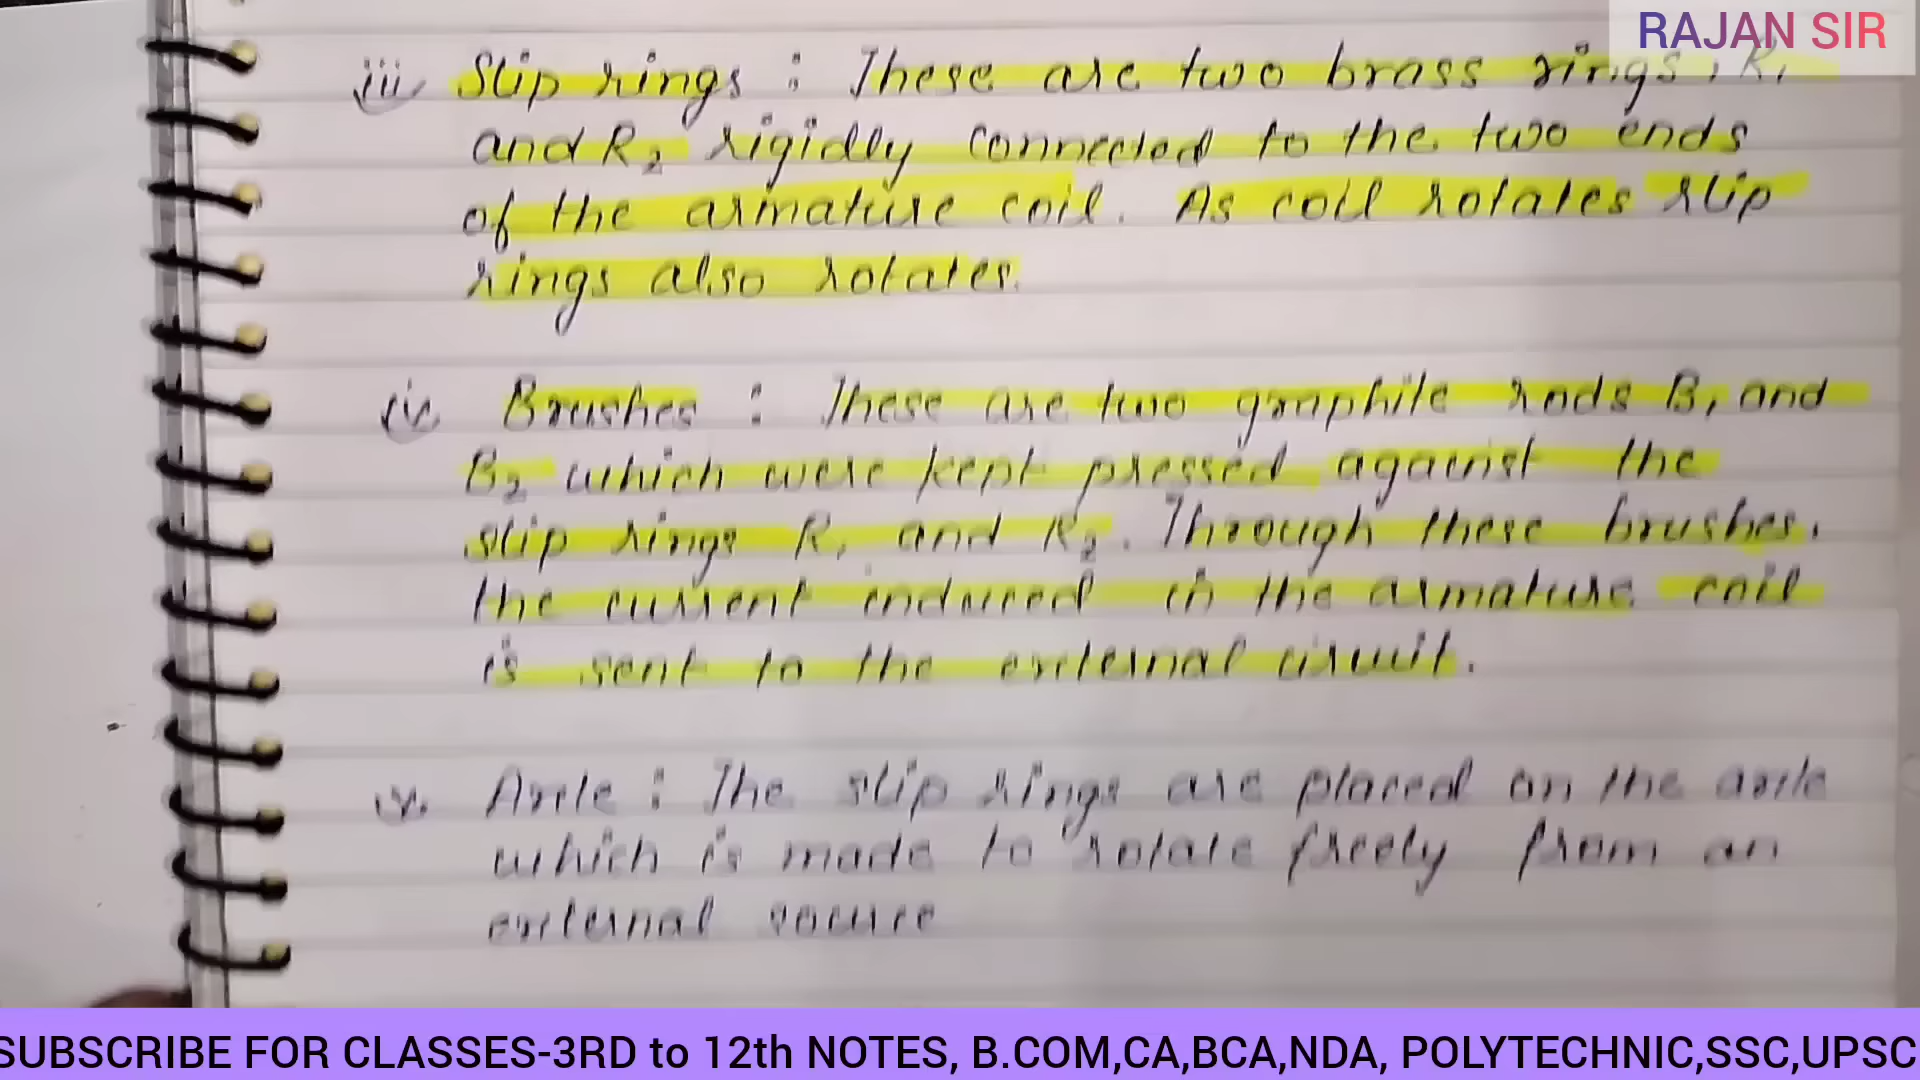 RAJAN SIR
iii, Slip rings : These are two brass rings, R1
and R2 rigidly connected to the two ends
of the armature coil. As coil rotates slip
rings also rotates.
iv. Brushes : These are two graphite rods B1 and
B2 which were kept pressed against the
slip rings R1 and R2. Through these brushes,
the current induced in the armature coil
is sent to the external circuit.
v. Axle : The slip rings are placed on the axle
which is made to rotate freely from an
external source
SUBSCRIBE FOR CLASSES-3RD to 12th NOTES, B.COM,CA,BCA,NDA, POLYTECHNIC,SSC,UPSC